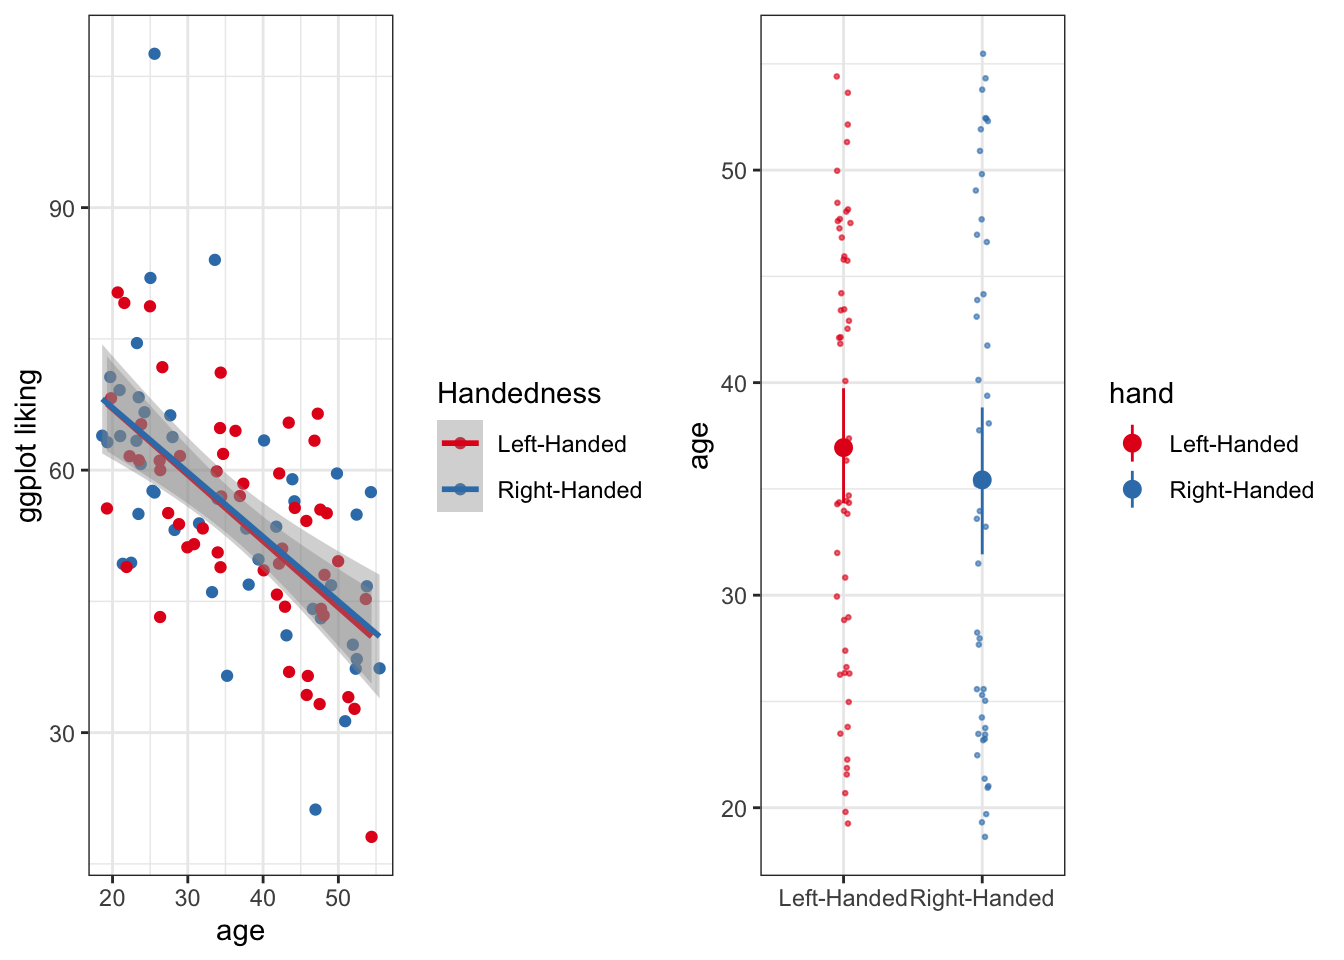 ggplot liking
90
60
30
20 30 40 50
age
Handedness
Left-Handed
Right-Handed
age
50
40
30
20
Left-Handed Right-Handed
hand
Left-Handed
Right-Handed